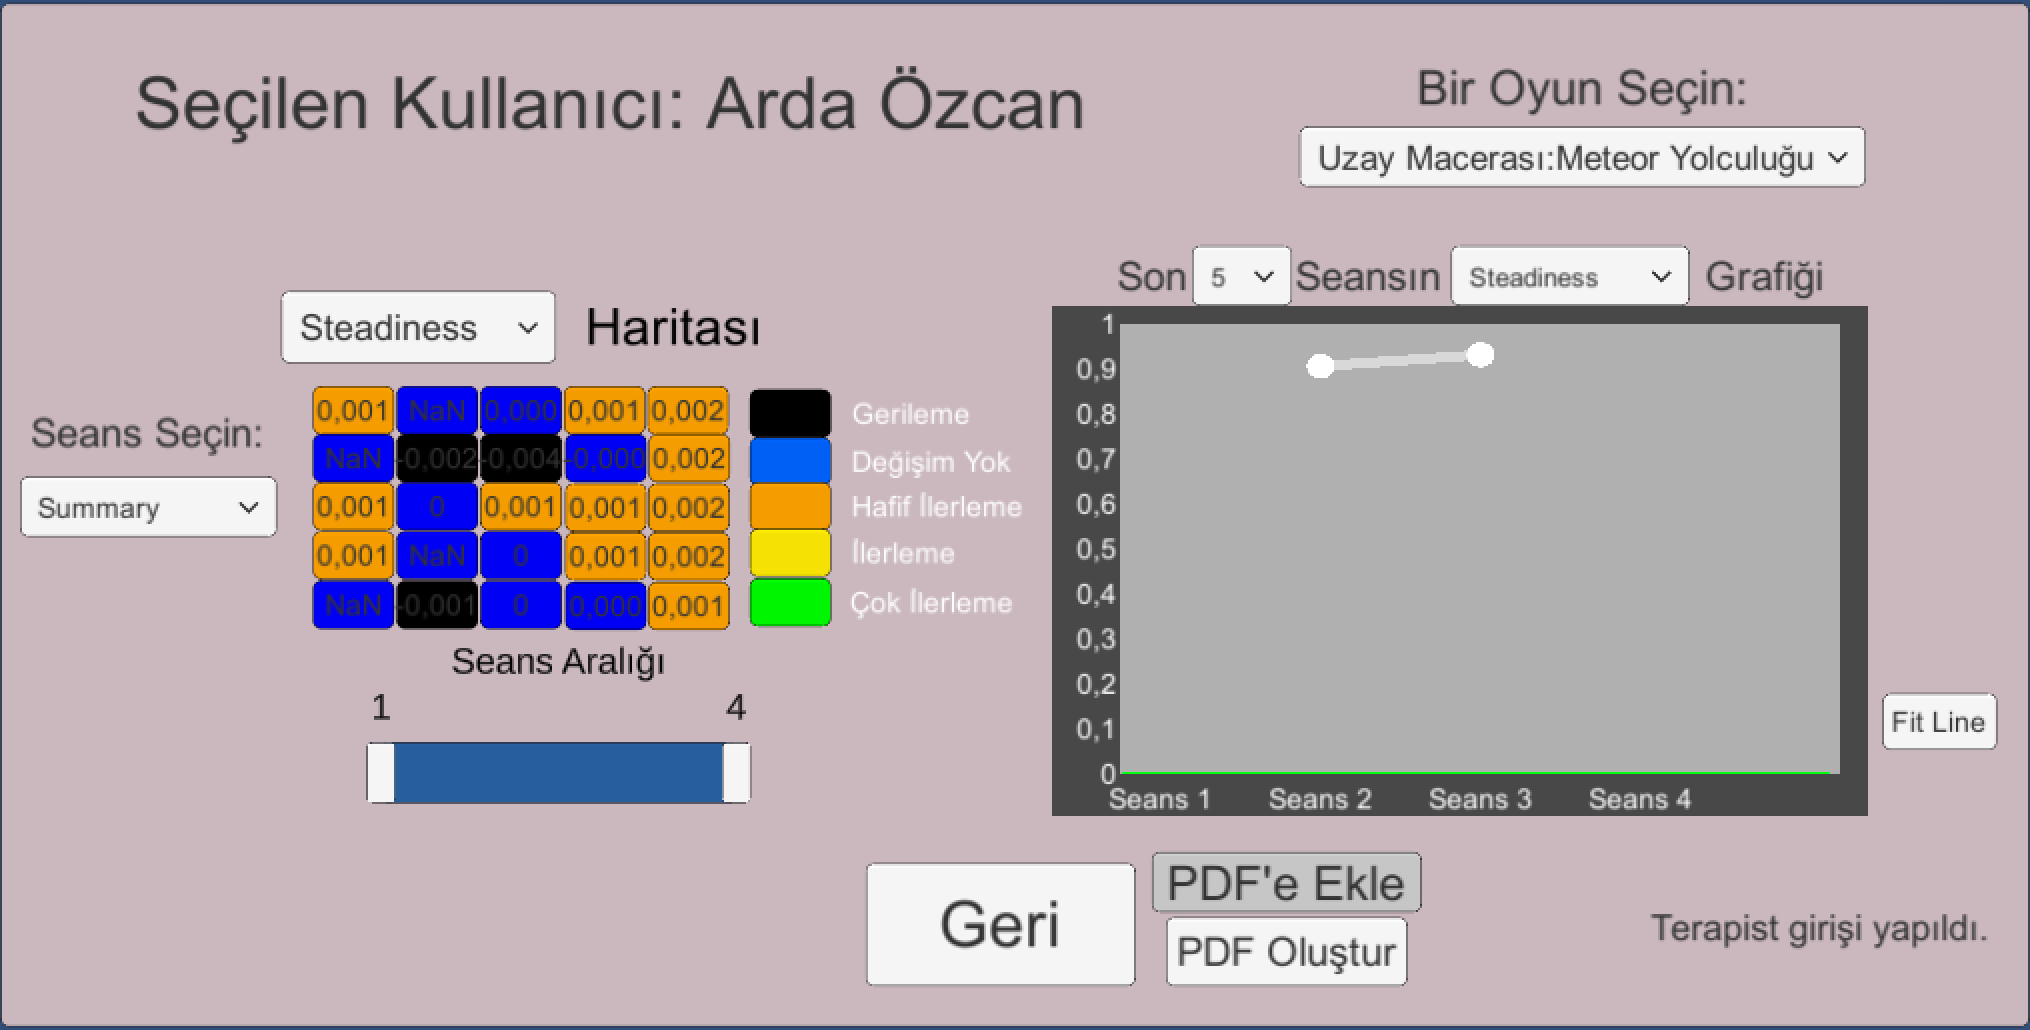 Seçilen Kullanıcı: Arda Özcan
Bir Oyun Seçin:
Uzay Macerası:Meteor Yolculuğu
Son 5 Seansın Steadiness Grafiği
Steadiness Haritası
Seans Seçin:
Summary
0,001 NaN 0,000 0,001 0,002
NaN -0,002 -0,004 -0,000 0,002
0,001 0 0,001 0,001 0,002
0,001 NaN 0 0,001 0,002
NaN -0,001 0 0,000 0,001
Gerileme
Değişim Yok
Hafif İlerleme
İlerleme
Çok İlerleme
Seans Aralığı
1 4
1
0,9
0,8
0,7
0,6
0,5
0,4
0,3
0,2
0,1
0
Seans 1 Seans 2 Seans 3 Seans 4
Fit Line
Geri
PDF'e Ekle
PDF Oluştur
Terapist girişi yapıldı.